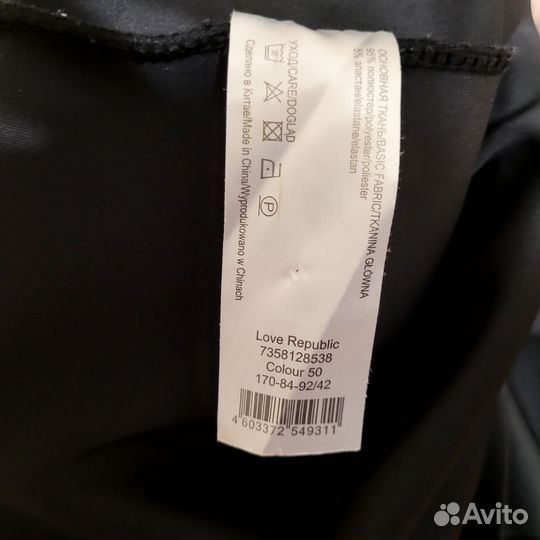 ОСНОВНАЯ ТКАНЬ/BASIC FABRIC/TKANINA GŁÓWNA
95% полиэстер/polyester/poliester
5% эластан/elastane/elastan
УХОД/CARE/DOGLAD
P
Сделано в Китае/Made in China/Wyprodukowano w Chinach
Love Republic
7358128538
Colour 50
170-84-92/42
4 603372 549311
Avito